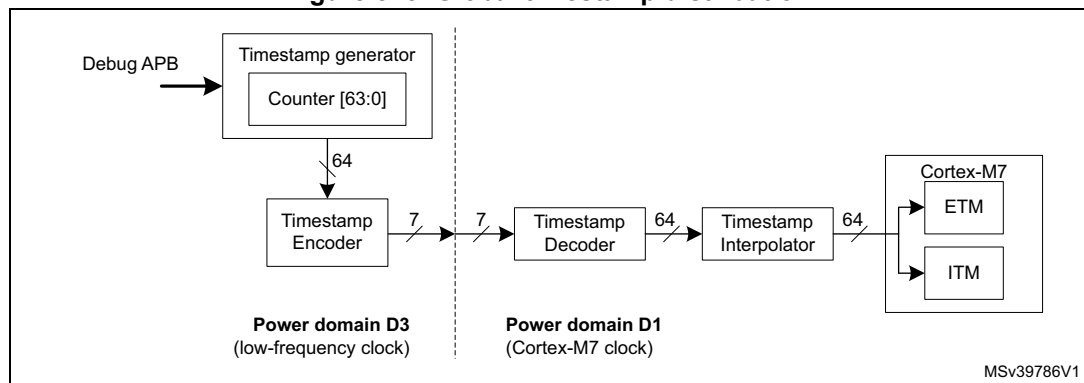 Debug APB
Timestamp generator
Counter [63:0]
64
Timestamp
Encoder
7
7
Timestamp
Decoder
64
Timestamp
Interpolator
64
Cortex-M7
ETM
ITM
Power domain D3
(low-frequency clock)
Power domain D1
(Cortex-M7 clock)
MSv39786V1